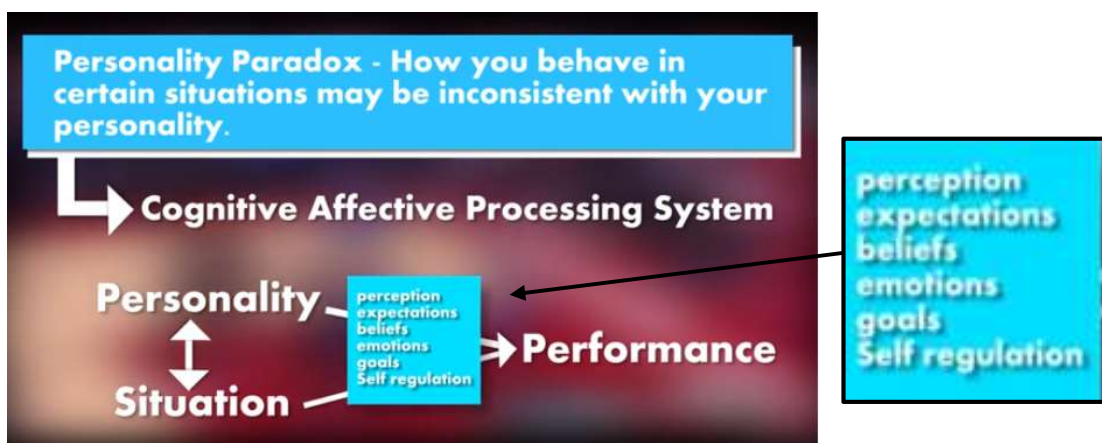 Personality Paradox - How you behave in
certain situations may be inconsistent with your
personality.
Cognitive Affective Processing System
Personality
Situation
perception
expectations
beliefs
emotions
goals
Self regulation
Performance
perception
expectations
beliefs
emotions
goals
Self regulation